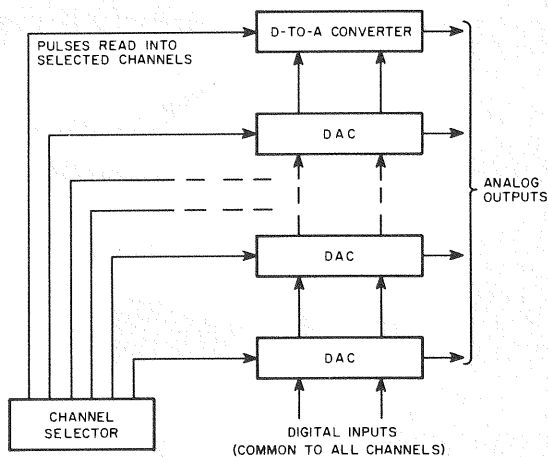 D-TO-A CONVERTER
PULSES READ INTO
SELECTED CHANNELS
DAC
ANALOG
OUTPUTS
DAC
DAC
CHANNEL
SELECTOR
DIGITAL INPUTS
(COMMON TO ALL CHANNELS)